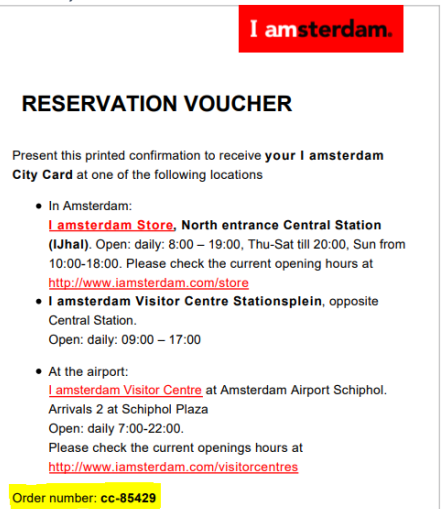 I amsterdam.
RESERVATION VOUCHER
Present this printed confirmation to receive your I amsterdam
City Card at one of the following locations
• In Amsterdam:
I amsterdam Store, North entrance Central Station
(IJhal). Open: daily: 8:00 – 19:00, Thu-Sat till 20:00, Sun from
10:00-18:00. Please check the current opening hours at
http://www.iamsterdam.com/store
• I amsterdam Visitor Centre Stationsplein, opposite
Central Station.
Open: daily: 09:00 – 17:00
• At the airport:
I amsterdam Visitor Centre at Amsterdam Airport Schiphol.
Arrivals 2 at Schiphol Plaza
Open: daily 7:00-22:00.
Please check the current openings hours at
http://www.iamsterdam.com/visitorcentres
Order number: cc-85429